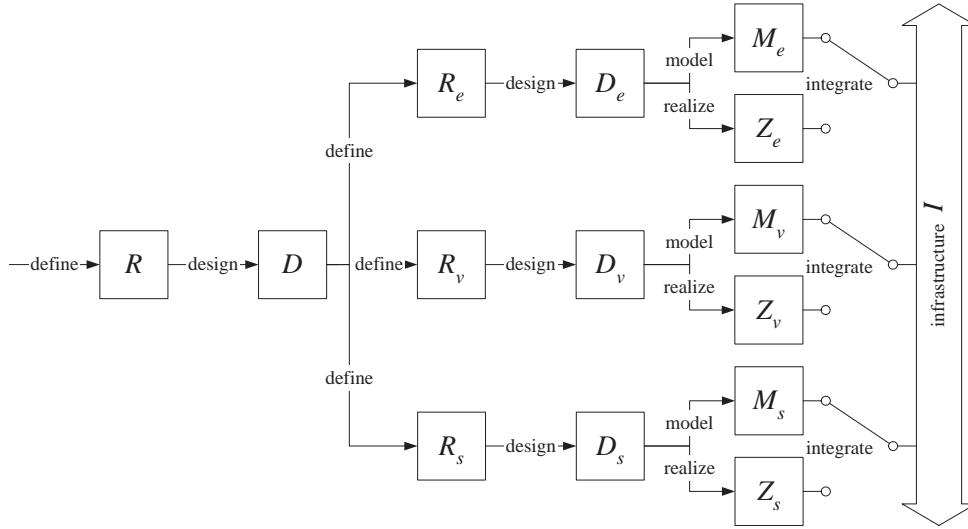 define
R
design
D
define
R_e
design
D_e
model
M_e
realize
Z_e
integrate
define
R_v
design
D_v
model
M_v
realize
Z_v
integrate
define
R_s
design
D_s
model
M_s
realize
Z_s
integrate
infrastructure I